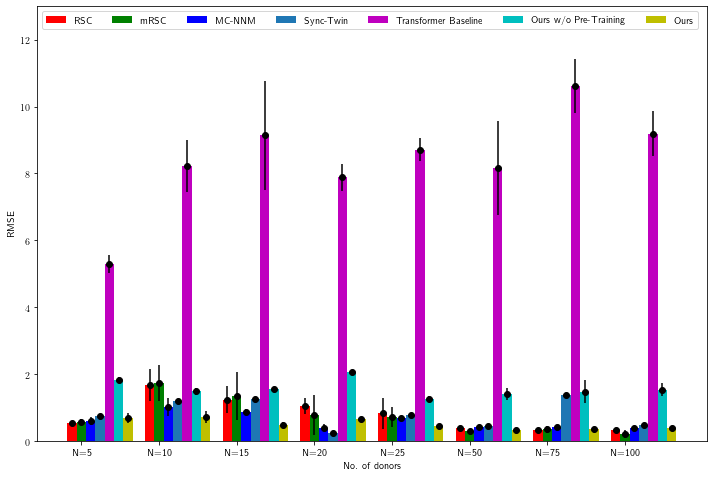 RSC mRSC MC-NNM Sync-Twin Transformer Baseline Ours w/o Pre-Training Ours
12
10
8
6
4
2
0
RMSE
N=5 N=10 N=15 N=20 N=25 N=50 N=75 N=100
No. of donors